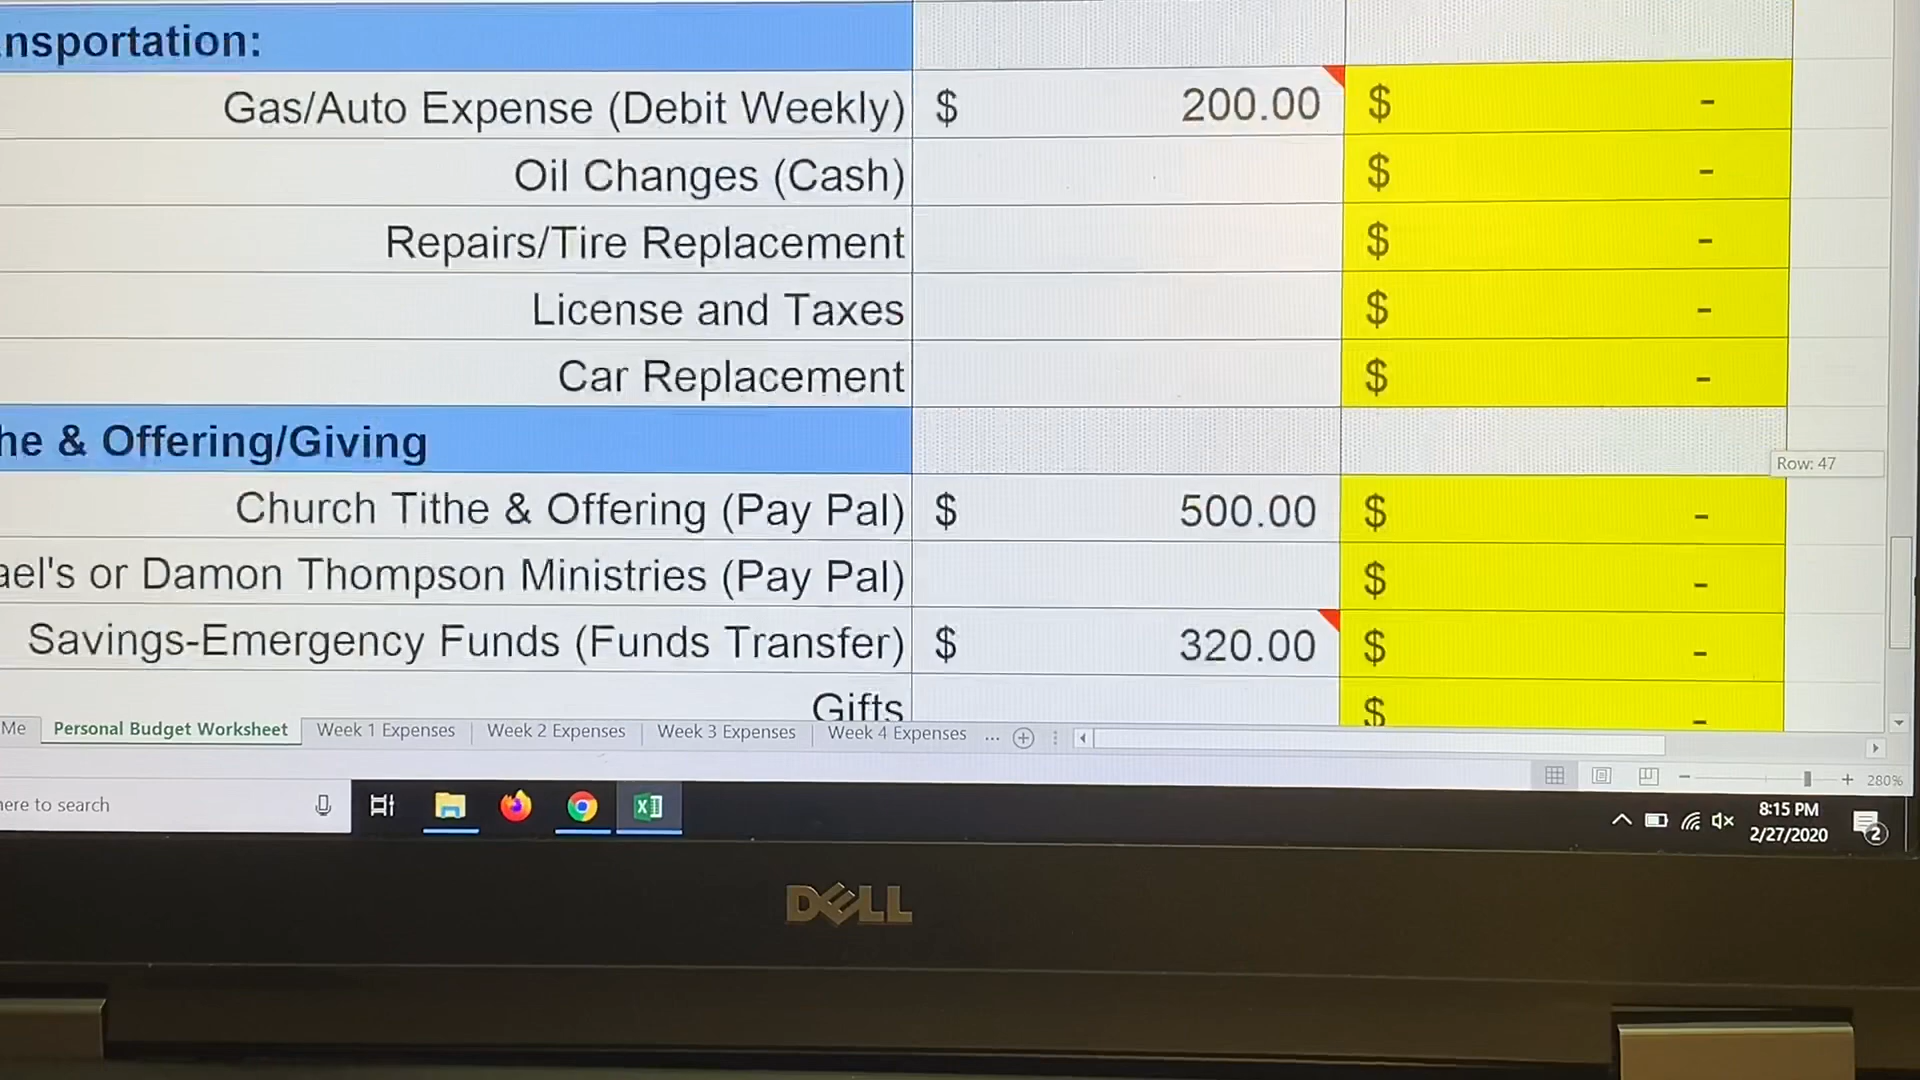 nsportation:
Gas/Auto Expense (Debit Weekly) $ 200.00 $ -
Oil Changes (Cash) $ -
Repairs/Tire Replacement $ -
License and Taxes $ -
Car Replacement $ -
he & Offering/Giving
Row: 47
Church Tithe & Offering (Pay Pal) $ 500.00 $ -
ael's or Damon Thompson Ministries (Pay Pal) $ -
Savings-Emergency Funds (Funds Transfer) $ 320.00 $ -
Gifts $ -
Me Personal Budget Worksheet Week 1 Expenses Week 2 Expenses Week 3 Expenses Week 4 Expenses ...
280%
here to search
8:15 PM
2/27/2020
2
DELL